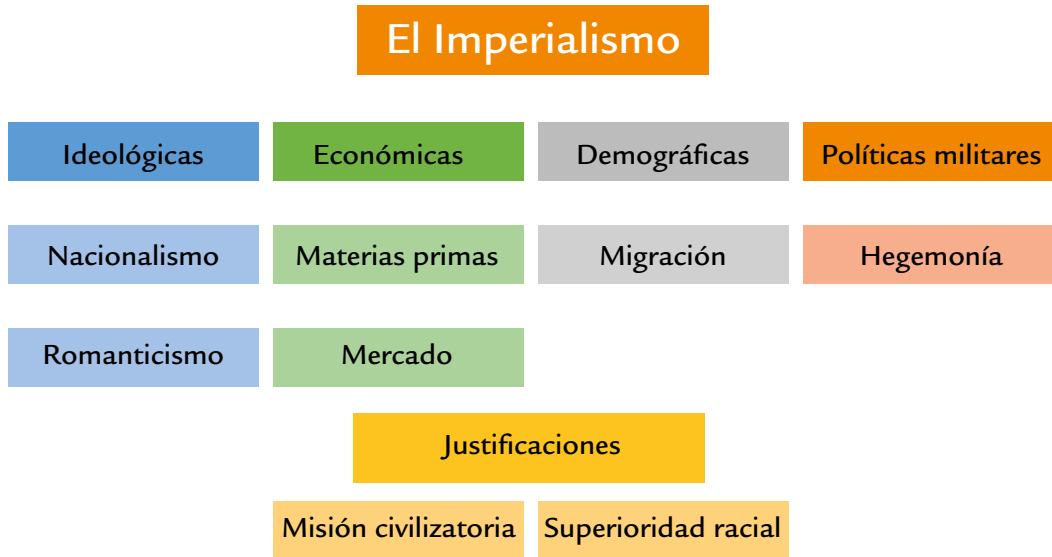 El Imperialismo
Ideológicas
Económicas
Demográficas
Políticas militares
Nacionalismo
Materias primas
Migración
Hegemonía
Romanticismo
Mercado
Justificaciones
Misión civilizatoria
Superioridad racial